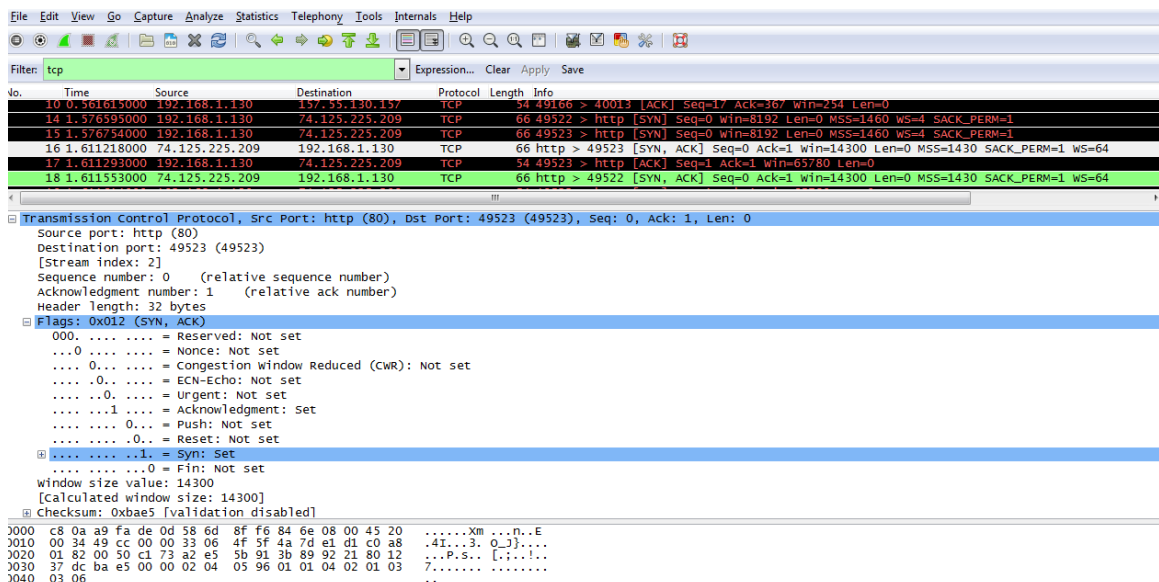 File Edit View Go Capture Analyze Statistics Telephony Tools Internals Help
Filter: tcp Expression... Clear Apply Save
No. Time Source Destination Protocol Length Info
10 0.561615000 192.168.1.130 157.55.130.157 TCP 54 49166 > 40013 [ACK] Seq=17 Ack=367 Win=254 Len=0
14 1.576595000 192.168.1.130 74.125.225.209 TCP 66 49522 > http [SYN] Seq=0 Win=8192 Len=0 MSS=1460 WS=4 SACK_PERM=1
15 1.576754000 192.168.1.130 74.125.225.209 TCP 66 49523 > http [SYN] Seq=0 Win=8192 Len=0 MSS=1460 WS=4 SACK_PERM=1
16 1.611218000 74.125.225.209 192.168.1.130 TCP 66 http > 49523 [SYN, ACK] Seq=0 Ack=1 Win=14300 Len=0 MSS=1430 SACK_PERM=1 WS=64
17 1.611293000 192.168.1.130 74.125.225.209 TCP 54 49523 > http [ACK] Seq=1 Ack=1 Win=65780 Len=0
18 1.611553000 74.125.225.209 192.168.1.130 TCP 66 http > 49522 [SYN, ACK] Seq=0 Ack=1 Win=14300 Len=0 MSS=1430 SACK_PERM=1 WS=64
Transmission Control Protocol, Src Port: http (80), Dst Port: 49523 (49523), Seq: 0, Ack: 1, Len: 0
Source port: http (80)
Destination port: 49523 (49523)
[Stream index: 2]
Sequence number: 0 (relative sequence number)
Acknowledgment number: 1 (relative ack number)
Header length: 32 bytes
Flags: 0x012 (SYN, ACK)
000. .... .... = Reserved: Not set
...0 .... .... = Nonce: Not set
.... 0... .... = Congestion Window Reduced (CWR): Not set
.... .0.. .... = ECN-Echo: Not set
.... ..0. .... = Urgent: Not set
.... ...1 .... = Acknowledgment: Set
.... .... 0... = Push: Not set
.... .... .0.. = Reset: Not set
.... .... ..1. = Syn: Set
.... .... ...0 = Fin: Not set
Window size value: 14300
[Calculated window size: 14300]
Checksum: 0xbae5 [validation disabled]
0000 c8 0a a9 fa de 0d 58 6d 8f f6 84 6e 08 00 45 20 ......Xm ...n..E
0010 00 34 49 cc 00 00 33 06 4f 5f 4a 7d e1 d1 c0 a8 .4I...3. O_J}....
0020 01 82 00 50 c1 73 a2 e5 5b 91 3b 89 92 21 80 12 ...P.s.. [.;..!..
0030 37 dc ba e5 00 00 02 04 05 96 01 01 04 02 01 03 7....... ........
0040 03 06 ..